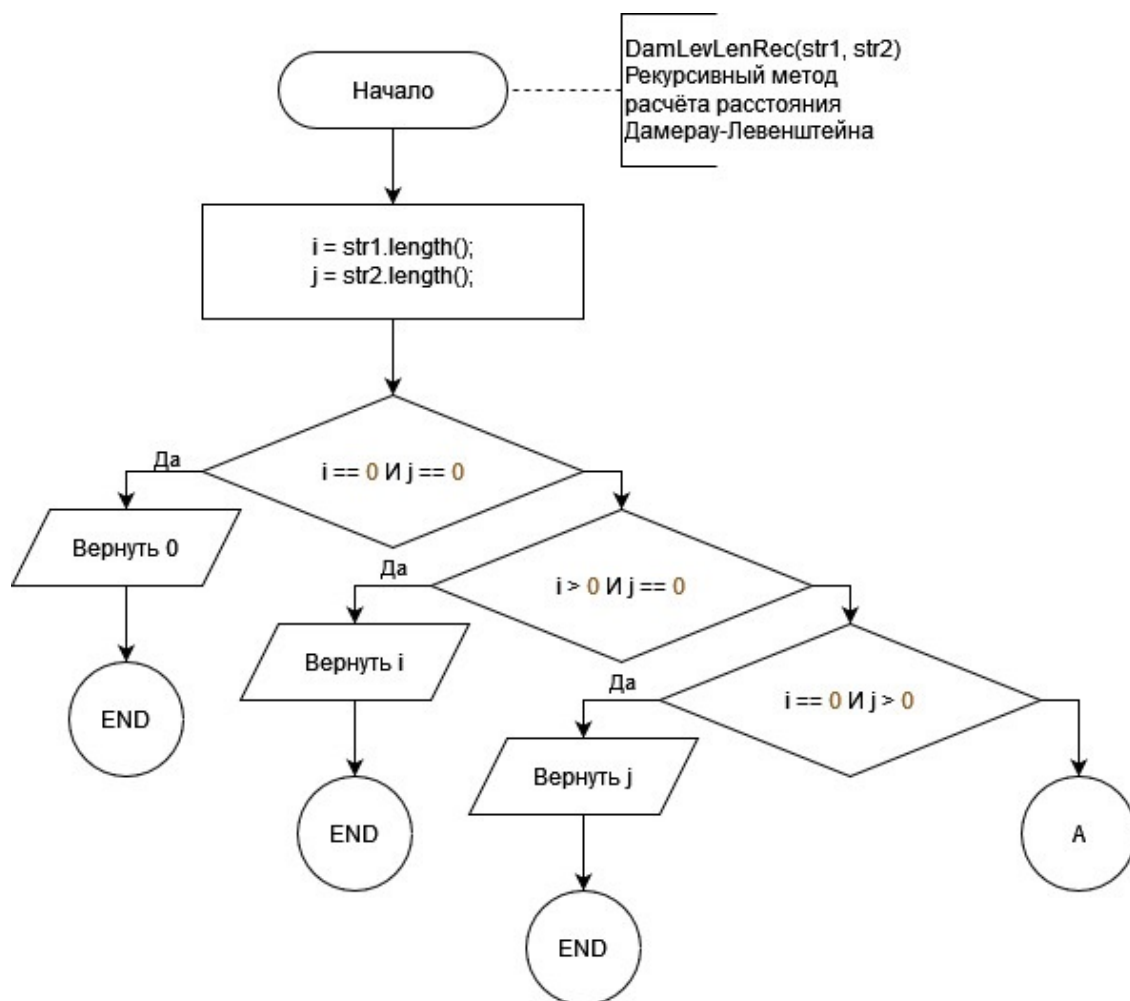 Начало
DamLevLenRec(str1, str2)
Рекурсивный метод
расчёта расстояния
Дамерау-Левенштейна
i = str1.length();
j = str2.length();
i == 0 И j == 0
Да
Вернуть 0
END
i > 0 И j == 0
Да
Вернуть i
END
i == 0 И j > 0
Да
Вернуть j
END
A